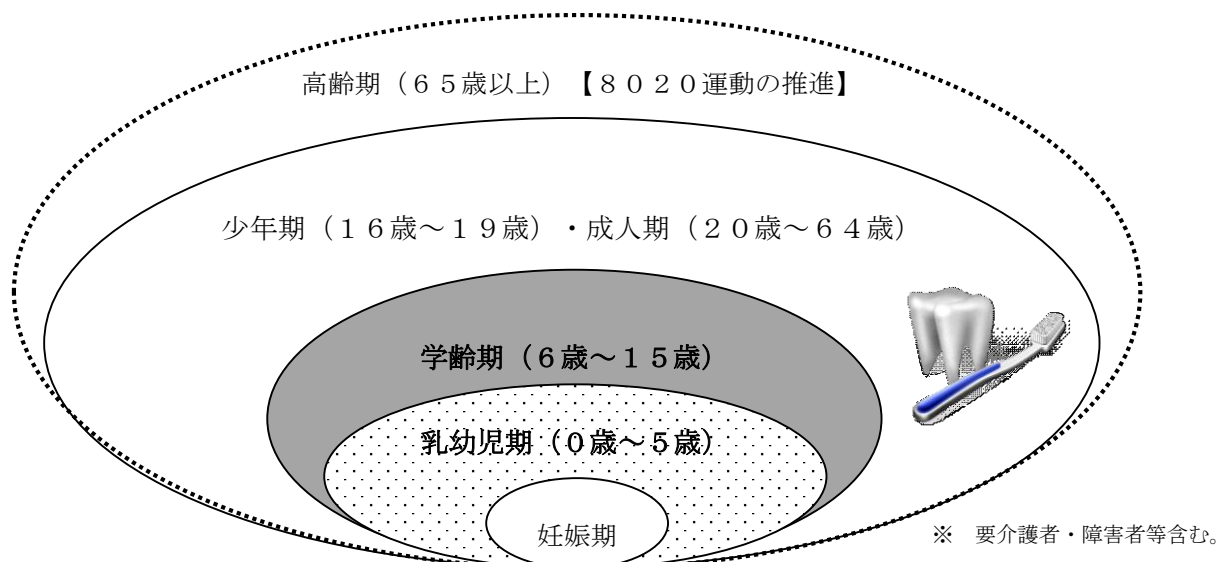 高齢期（６５歳以上）【８０２０運動の推進】
少年期（１６歳～１９歳）・成人期（２０歳～６４歳）
学齢期（６歳～１５歳）
乳幼児期（０歳～５歳）
妊娠期
※　要介護者・障害者等含む。